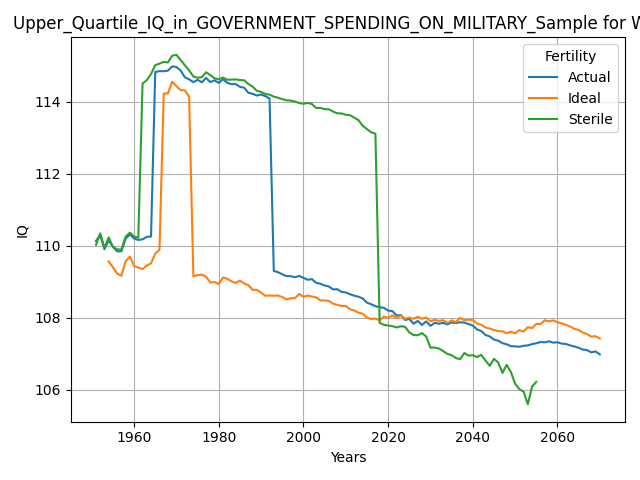 Upper_Quartile_IQ_in_GOVERNMENT_SPENDING_ON_MILITARY_Sample for W
Fertility
Actual
Ideal
Sterile
114
112
110
108
106
IQ
1960 1980 2000 2020 2040 2060
Years